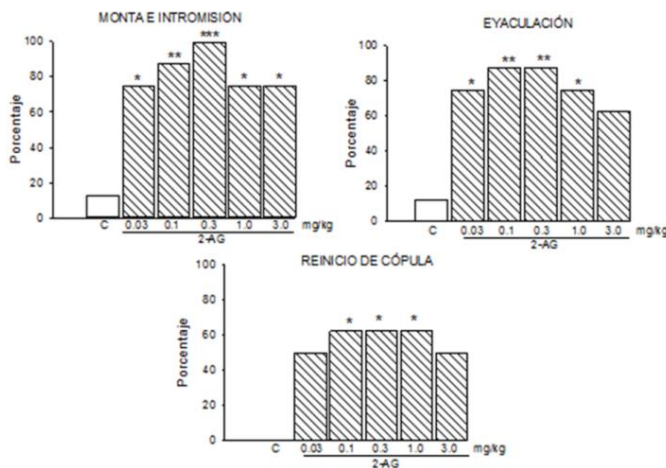 MONTA E INTROMISIÓN
100
80
60
40
20
0
Porcentaje
*
**
***
*
*
C 0.03 0.1 0.3 1.0 3.0 mg/kg
2-AG
EYACULACIÓN
100
80
60
40
20
0
Porcentaje
*
**
**
*
C 0.03 0.1 0.3 1.0 3.0 mg/kg
2-AG
REINICIO DE CÓPULA
100
80
60
40
20
0
Porcentaje
*
*
*
C 0.03 0.1 0.3 1.0 3.0 mg/kg
2-AG